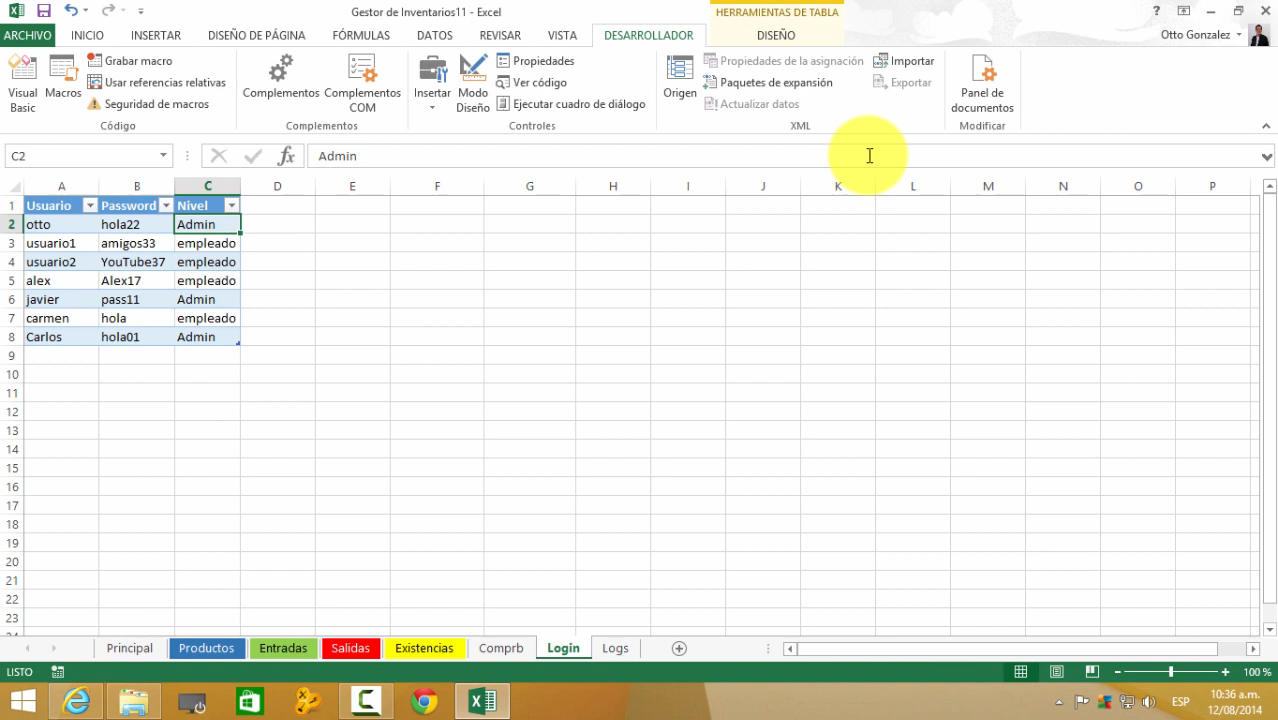 Gestor de Inventarios11 - Excel
HERRAMIENTAS DE TABLA
?
ARCHIVO INICIO INSERTAR DISEÑO DE PÁGINA FÓRMULAS DATOS REVISAR VISTA DESARROLLADOR DISEÑO Otto Gonzalez
Visual Basic
Macros
Grabar macro
Usar referencias relativas
Seguridad de macros
Código
Complementos
Complementos COM
Complementos
Insertar
Modo Diseño
Propiedades
Ver código
Ejecutar cuadro de diálogo
Controles
Origen
Propiedades de la asignación
Paquetes de expansión
Actualizar datos
Importar
Exportar
XML
Panel de documentos
Modificar
C2 fx Admin
A B C D E F G H I J K L M N O P
1 Usuario Password Nivel
2 otto hola22 Admin
3 usuario1 amigos33 empleado
4 usuario2 YouTube37 empleado
5 alex Alex17 empleado
6 javier pass11 Admin
7 carmen hola empleado
8 Carlos hola01 Admin
9
10
11
12
13
14
15
16
17
18
19
20
21
22
23
24
Principal Productos Entradas Salidas Existencias Comprb Login Logs
LISTO 100 %
ESP
10:36 a.m.
12/08/2014